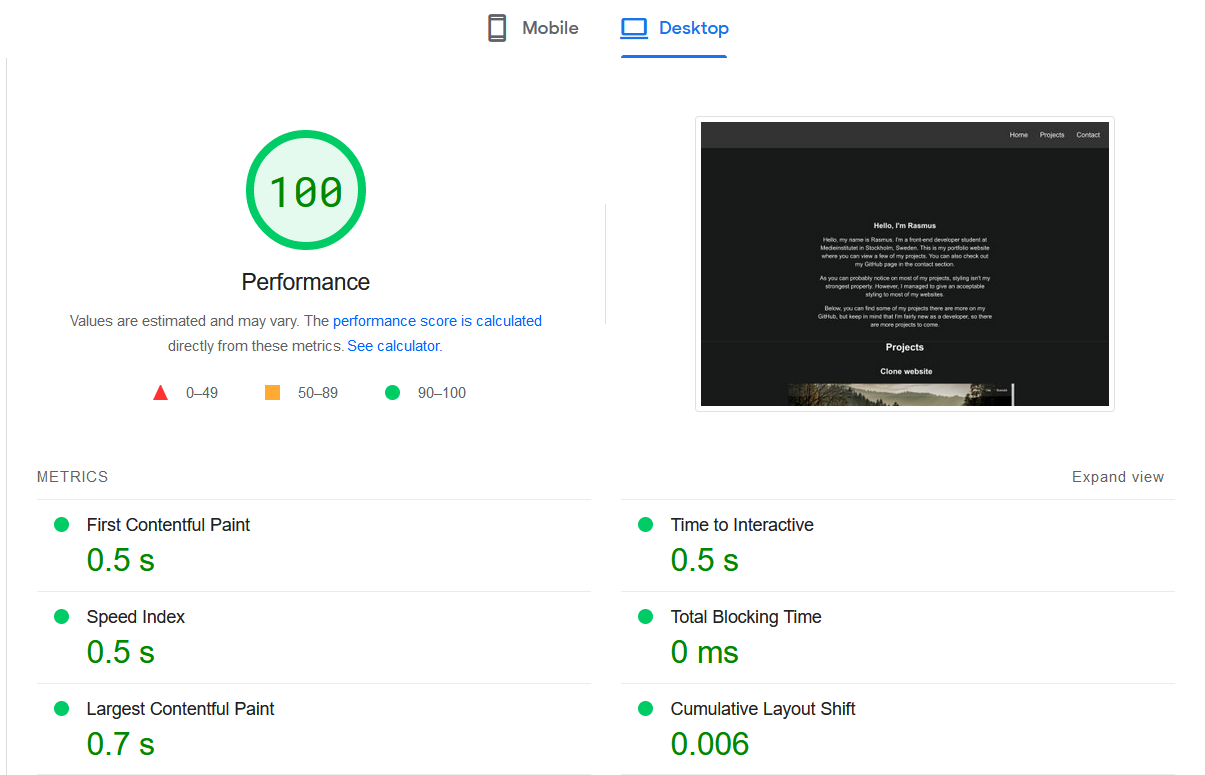 Mobile
Desktop
100
Performance
Values are estimated and may vary. The performance score is calculated
directly from these metrics. See calculator.
0–49
50–89
90–100
Home Projects Contact
Hello, I'm Rasmus
Hello, my name is Rasmus. I'm a front-end developer student at
Medieinstitutet in Stockholm, Sweden. This is my portfolio website
where you can view a few of my projects. You can also check out
my GitHub page in the contact section.
As you can probably notice on most of my projects, styling isn't my
strongest property. However, I managed to give an acceptable
styling to most of my websites.
Below, you can find some of my projects there are more on my
GitHub, but keep in mind that I'm fairly new as a developer, so there
are more projects to come.
Projects
Clone website
METRICS
Expand view
First Contentful Paint
0.5 s
Time to Interactive
0.5 s
Speed Index
0.5 s
Total Blocking Time
0 ms
Largest Contentful Paint
0.7 s
Cumulative Layout Shift
0.006